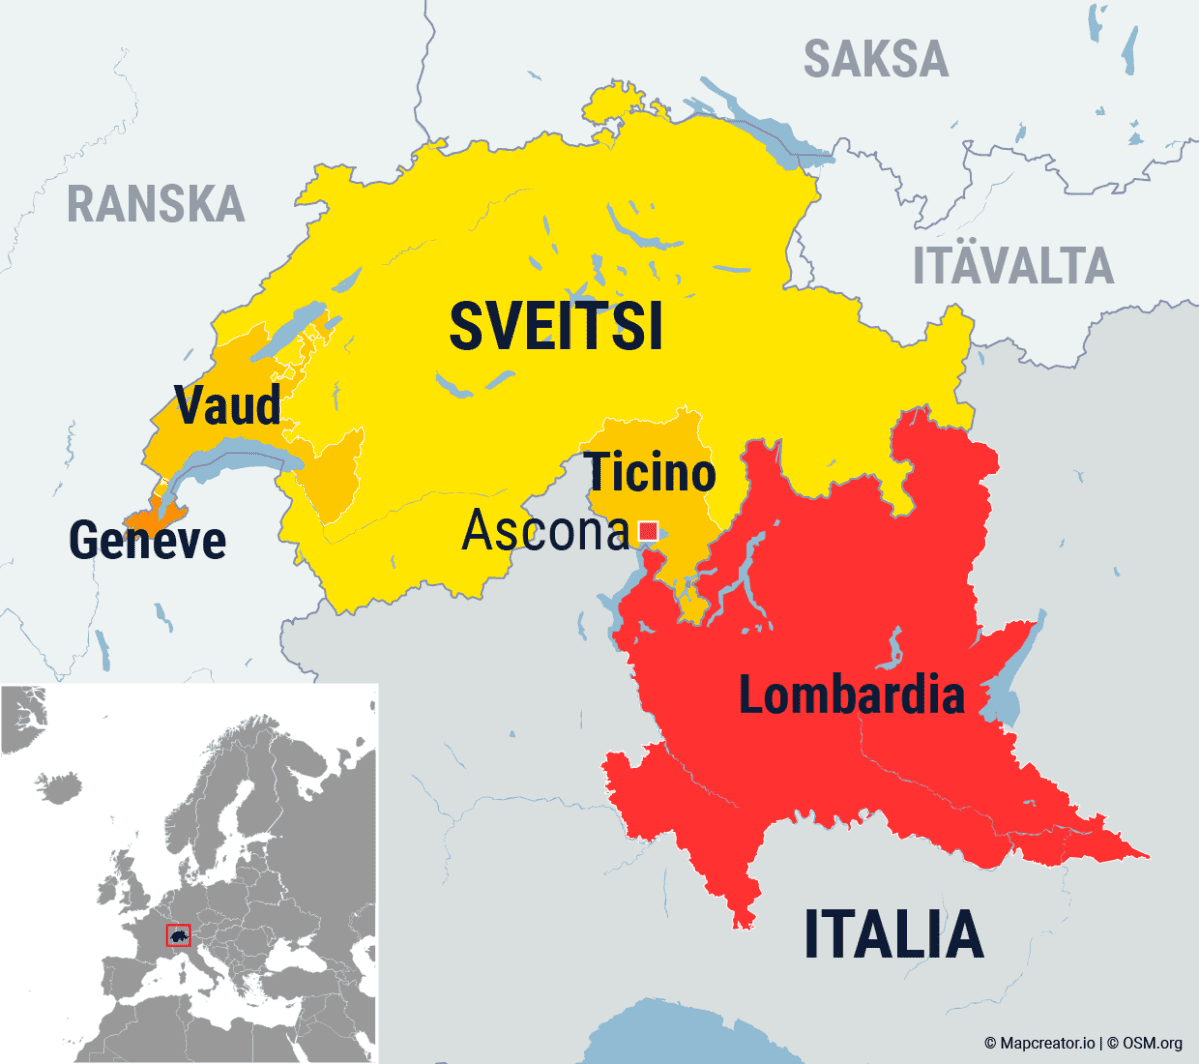 SAKSA
RANSKA
ITÄVALTA
SVEITSI
Vaud
Ticino
Ascona
Geneve
Lombardia
ITALIA
© Mapcreator.io | © OSM.org